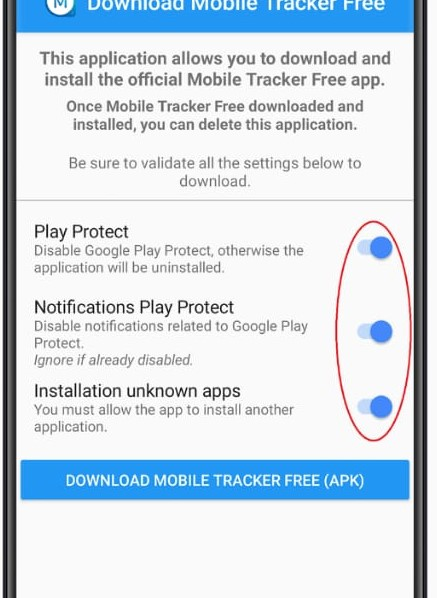 M Download Mobile Tracker Free
This application allows you to download and
install the official Mobile Tracker Free app.
Once Mobile Tracker Free downloaded and
installed, you can delete this application.
Be sure to validate all the settings below to
download.
Play Protect
Disable Google Play Protect, otherwise the
application will be uninstalled.
Notifications Play Protect
Disable notifications related to Google Play
Protect.
Ignore if already disabled.
Installation unknown apps
You must allow the app to install another
application.
DOWNLOAD MOBILE TRACKER FREE (APK)